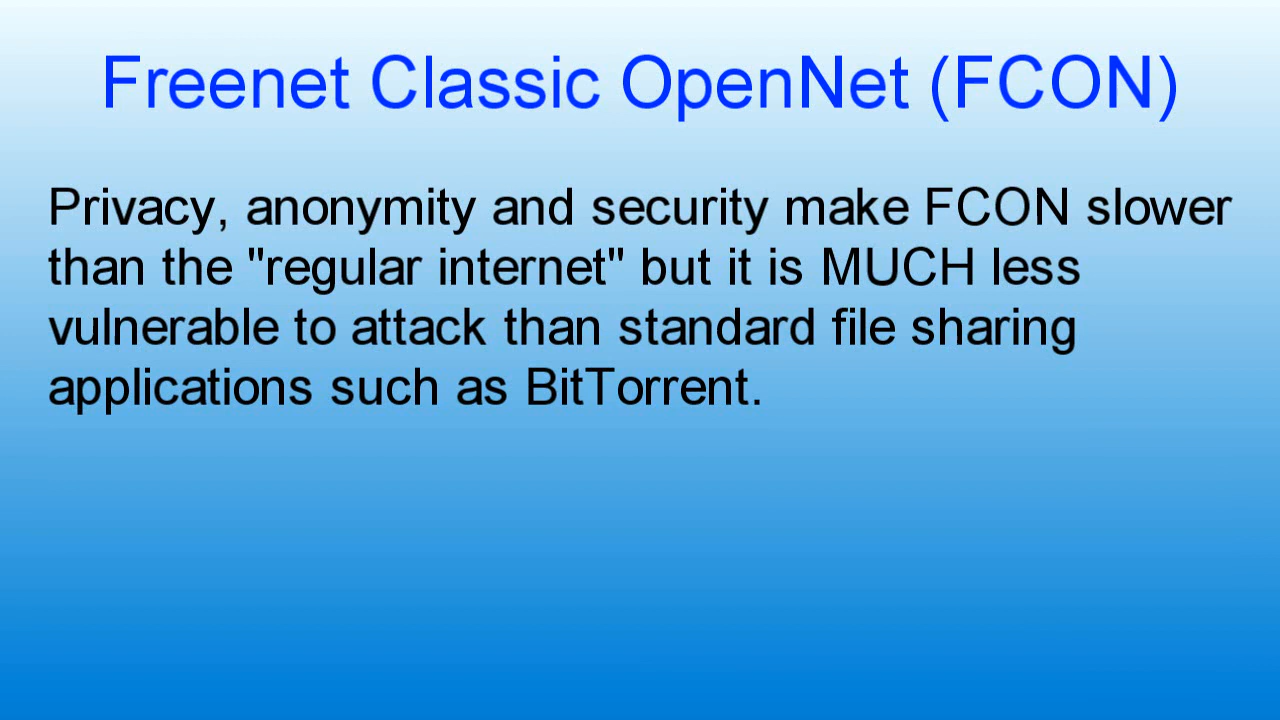 Freenet Classic OpenNet (FCON)
Privacy, anonymity and security make FCON slower
than the "regular internet" but it is MUCH less
vulnerable to attack than standard file sharing
applications such as BitTorrent.